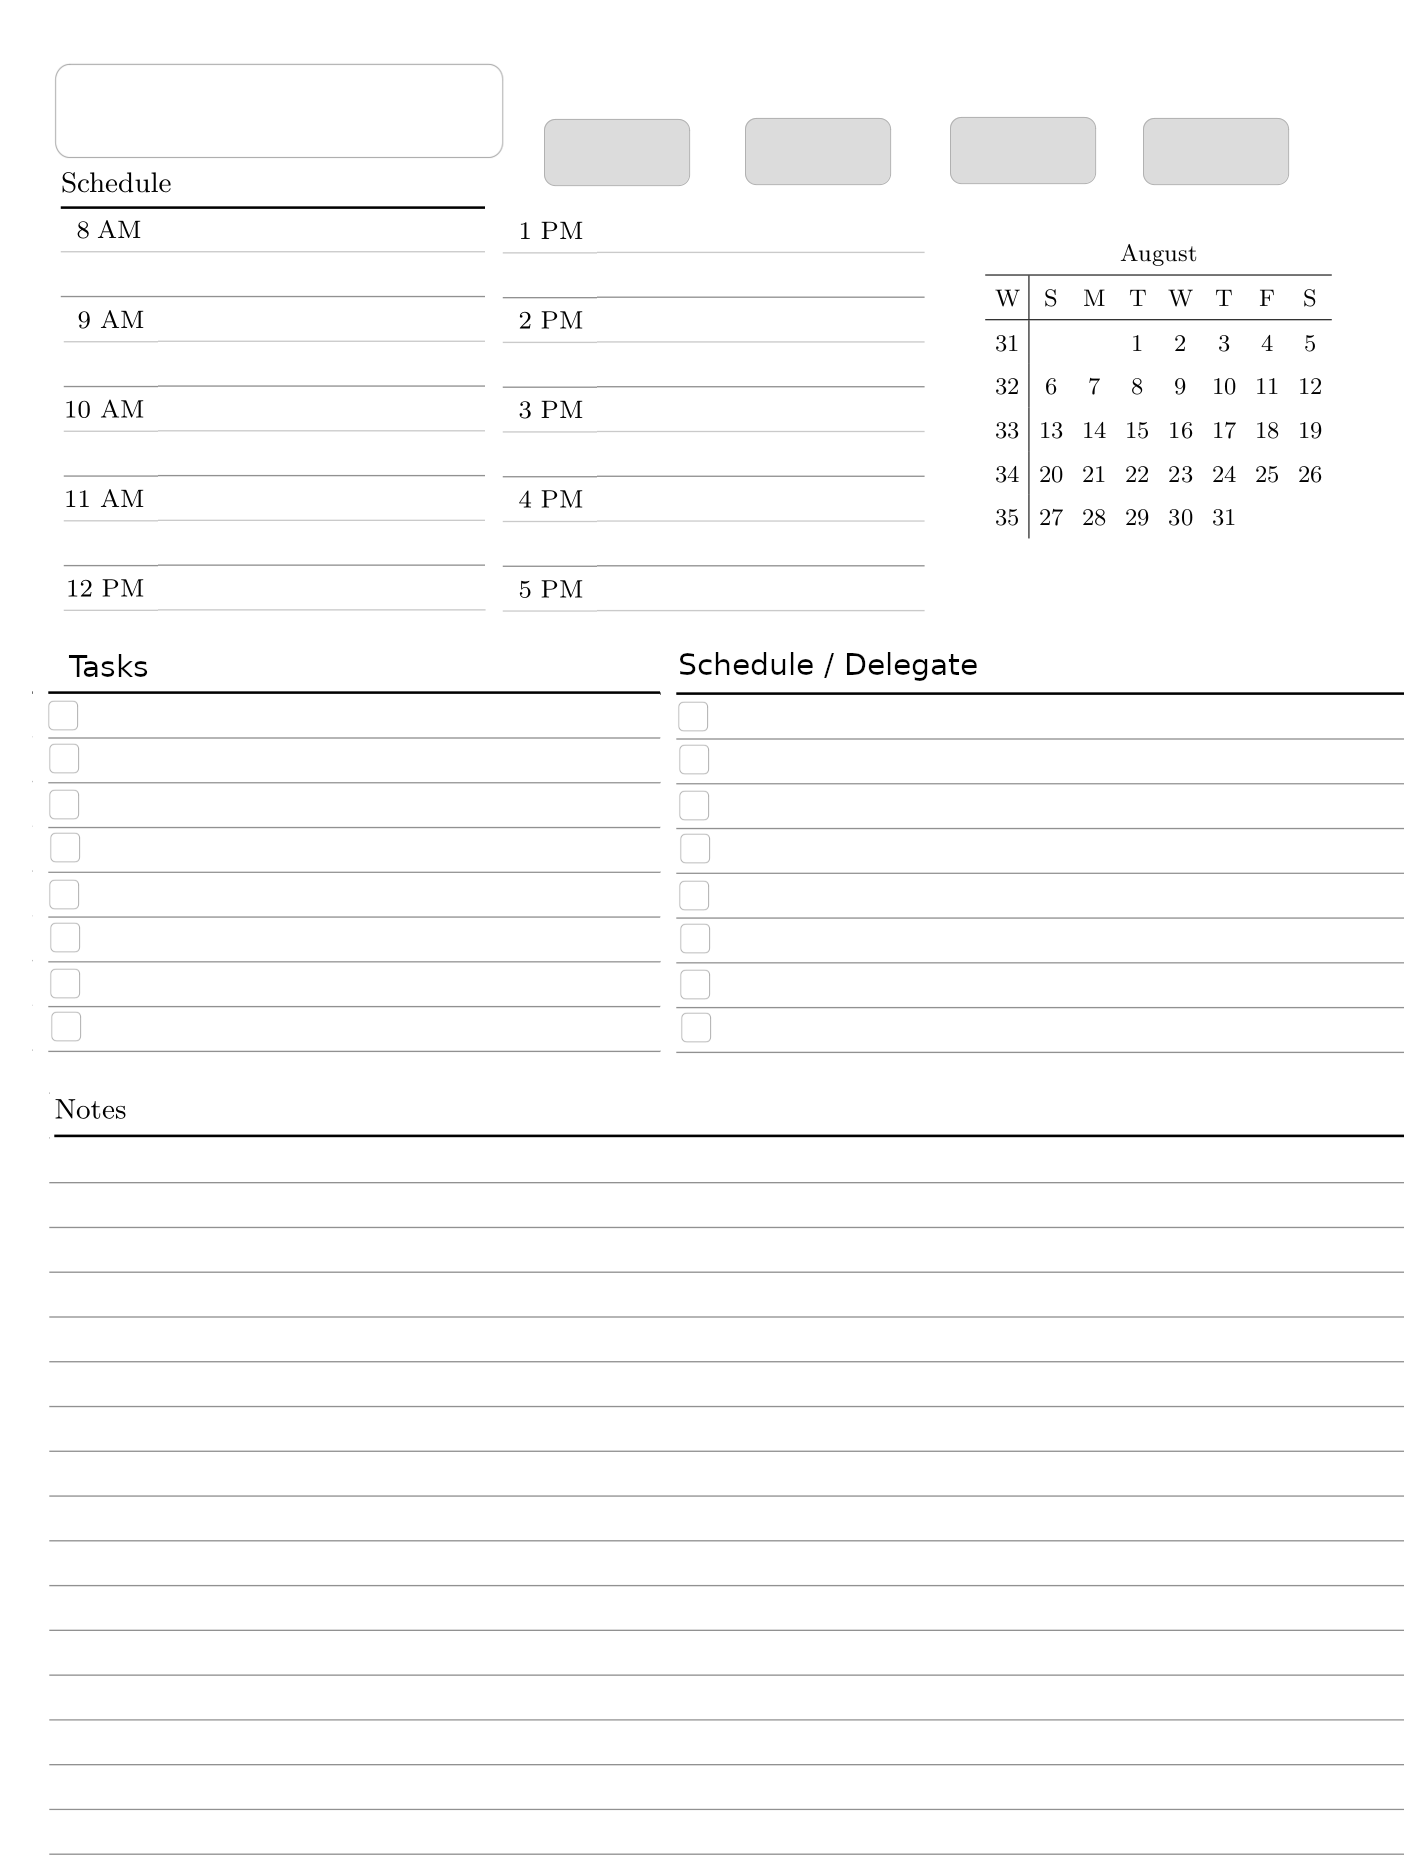 Schedule
8 AM
9 AM
10 AM
11 AM
12 PM
1 PM
2 PM
3 PM
4 PM
5 PM
August
W S M T W T F S
31 1 2 3 4 5
32 6 7 8 9 10 11 12
33 13 14 15 16 17 18 19
34 20 21 22 23 24 25 26
35 27 28 29 30 31
Tasks
Schedule / Delegate
Notes